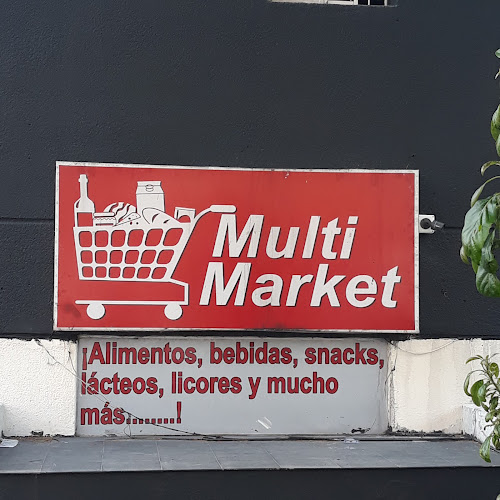 Multi
Market
¡Alimentos, bebidas, snacks,
lácteos, licores y mucho
más........!